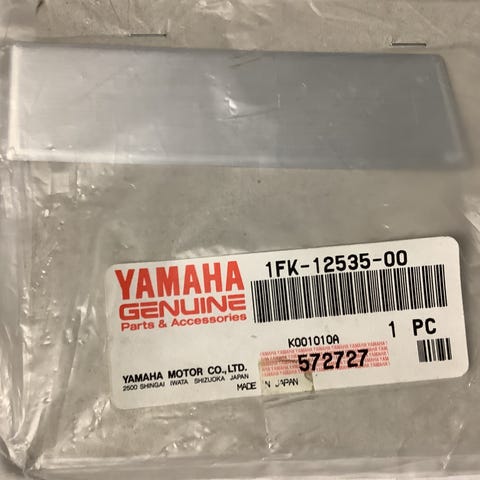 YAMAHA
GENUINE
Parts & Accessories
1FK-12535-00
K001010A
1 PC
572727
YAMAHA MOTOR CO.,LTD.
2500 SHINGAI IWATA SHIZUOKA JAPAN
MADE IN JAPAN